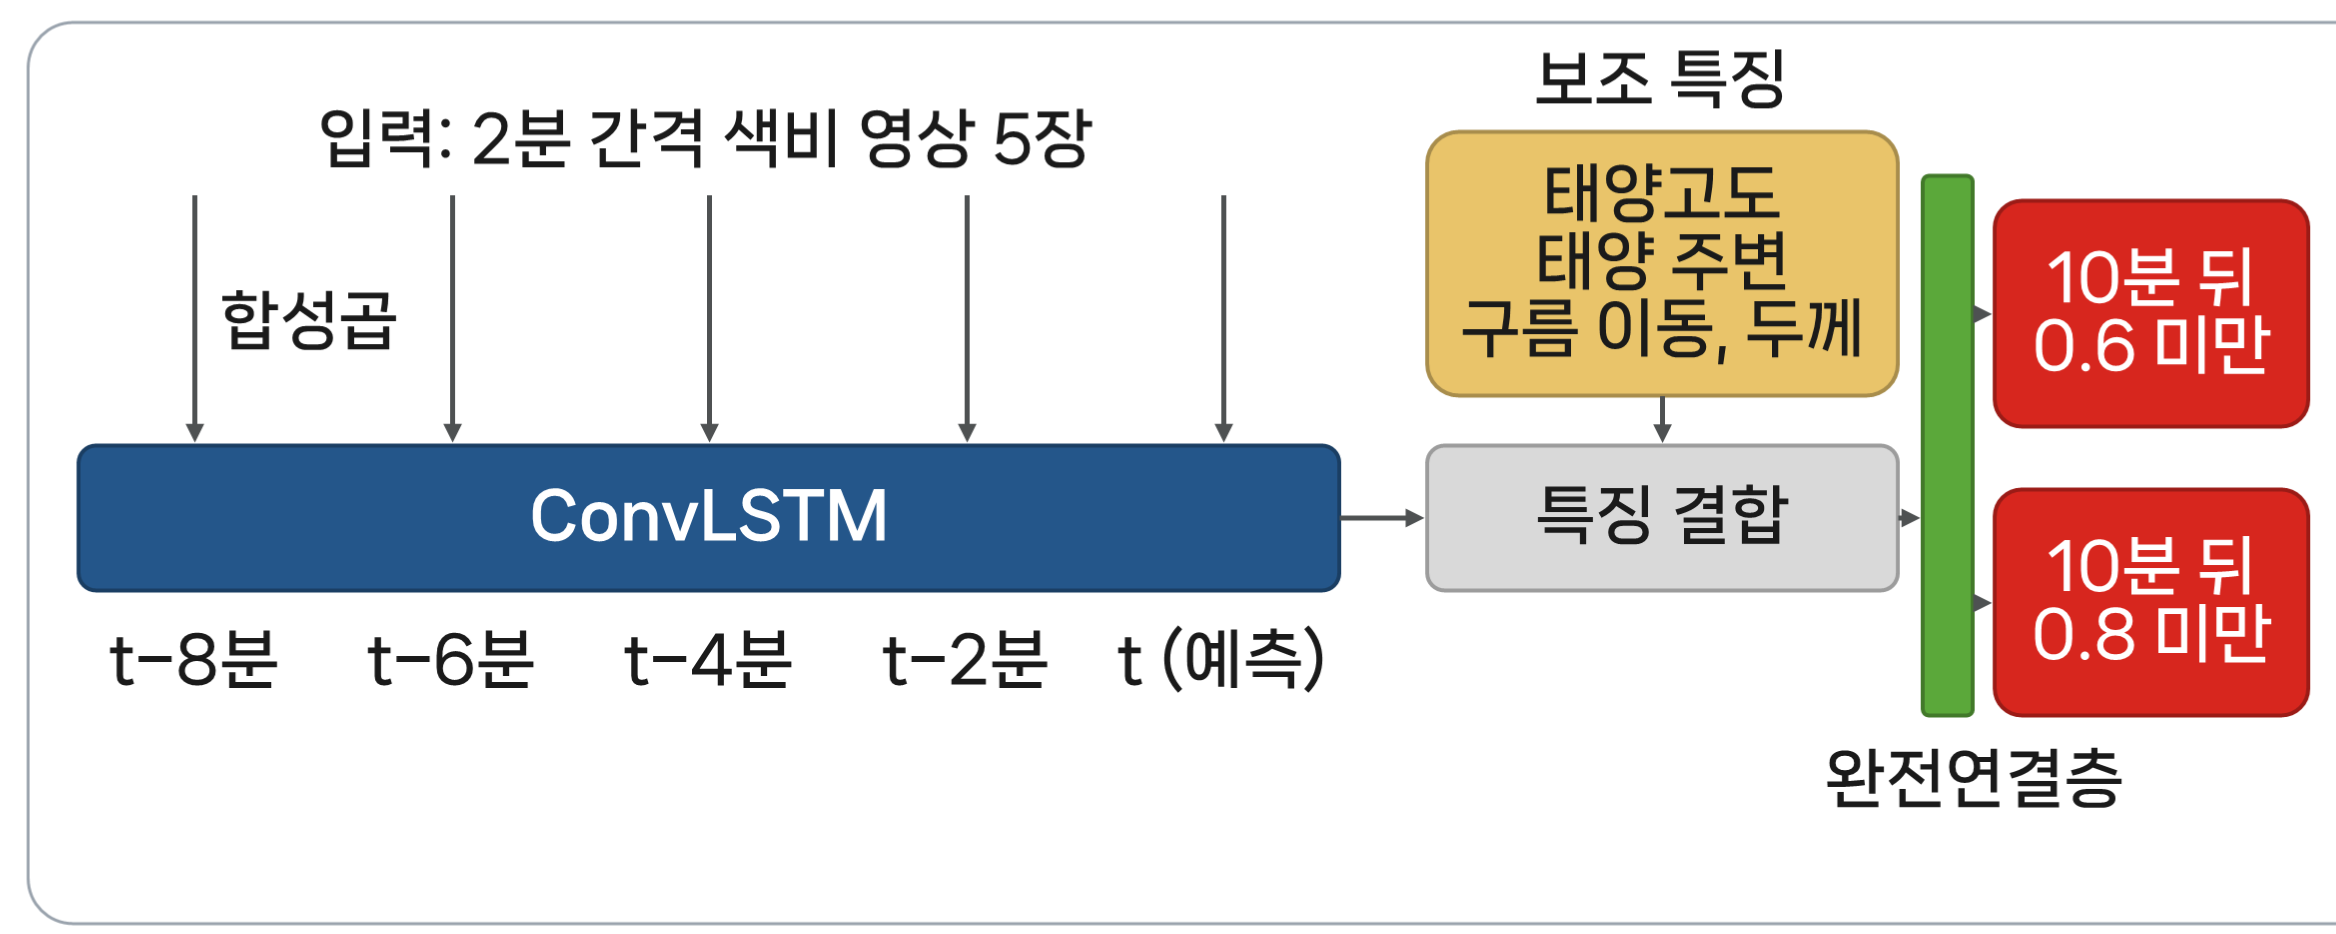 입력: 2분 간격 색비 영상 5장
합성곱
ConvLSTM
t-8분
t-6분
t-4분
t-2분
t (예측)
보조 특징
태양고도
태양 주변
구름 이동, 두께
특징 결합
10분 뒤
0.6 미만
10분 뒤
0.8 미만
완전연결층